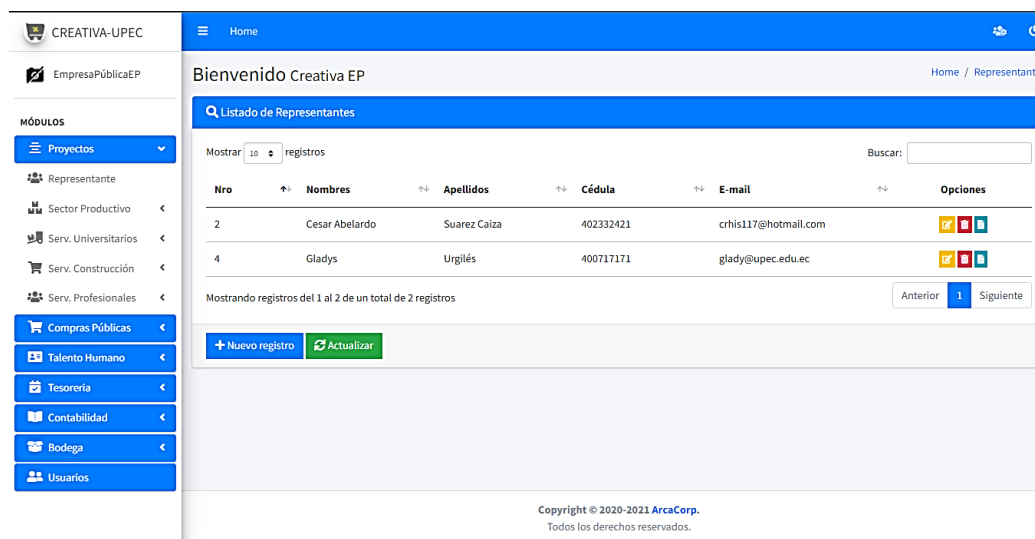 CREATIVA-UPEC
Home
EmpresaPúblicaEP
Bienvenido Creativa EP
Home / Representant
MÓDULOS
Proyectos
Representante
Sector Productivo
Serv. Universitarios
Serv. Construcción
Serv. Profesionales
Compras Públicas
Talento Humano
Tesoreria
Contabilidad
Bodega
Usuarios
Listado de Representantes
Mostrar 10 registros
Buscar:
Nro Nombres Apellidos Cédula E-mail Opciones
2 Cesar Abelardo Suarez Caiza 402332421 crhis117@hotmail.com
4 Gladys Urgilés 400717171 glady@upec.edu.ec
Mostrando registros del 1 al 2 de un total de 2 registros
Anterior 1 Siguiente
Nuevo registro Actualizar
Copyright © 2020-2021 ArcaCorp.
Todos los derechos reservados.